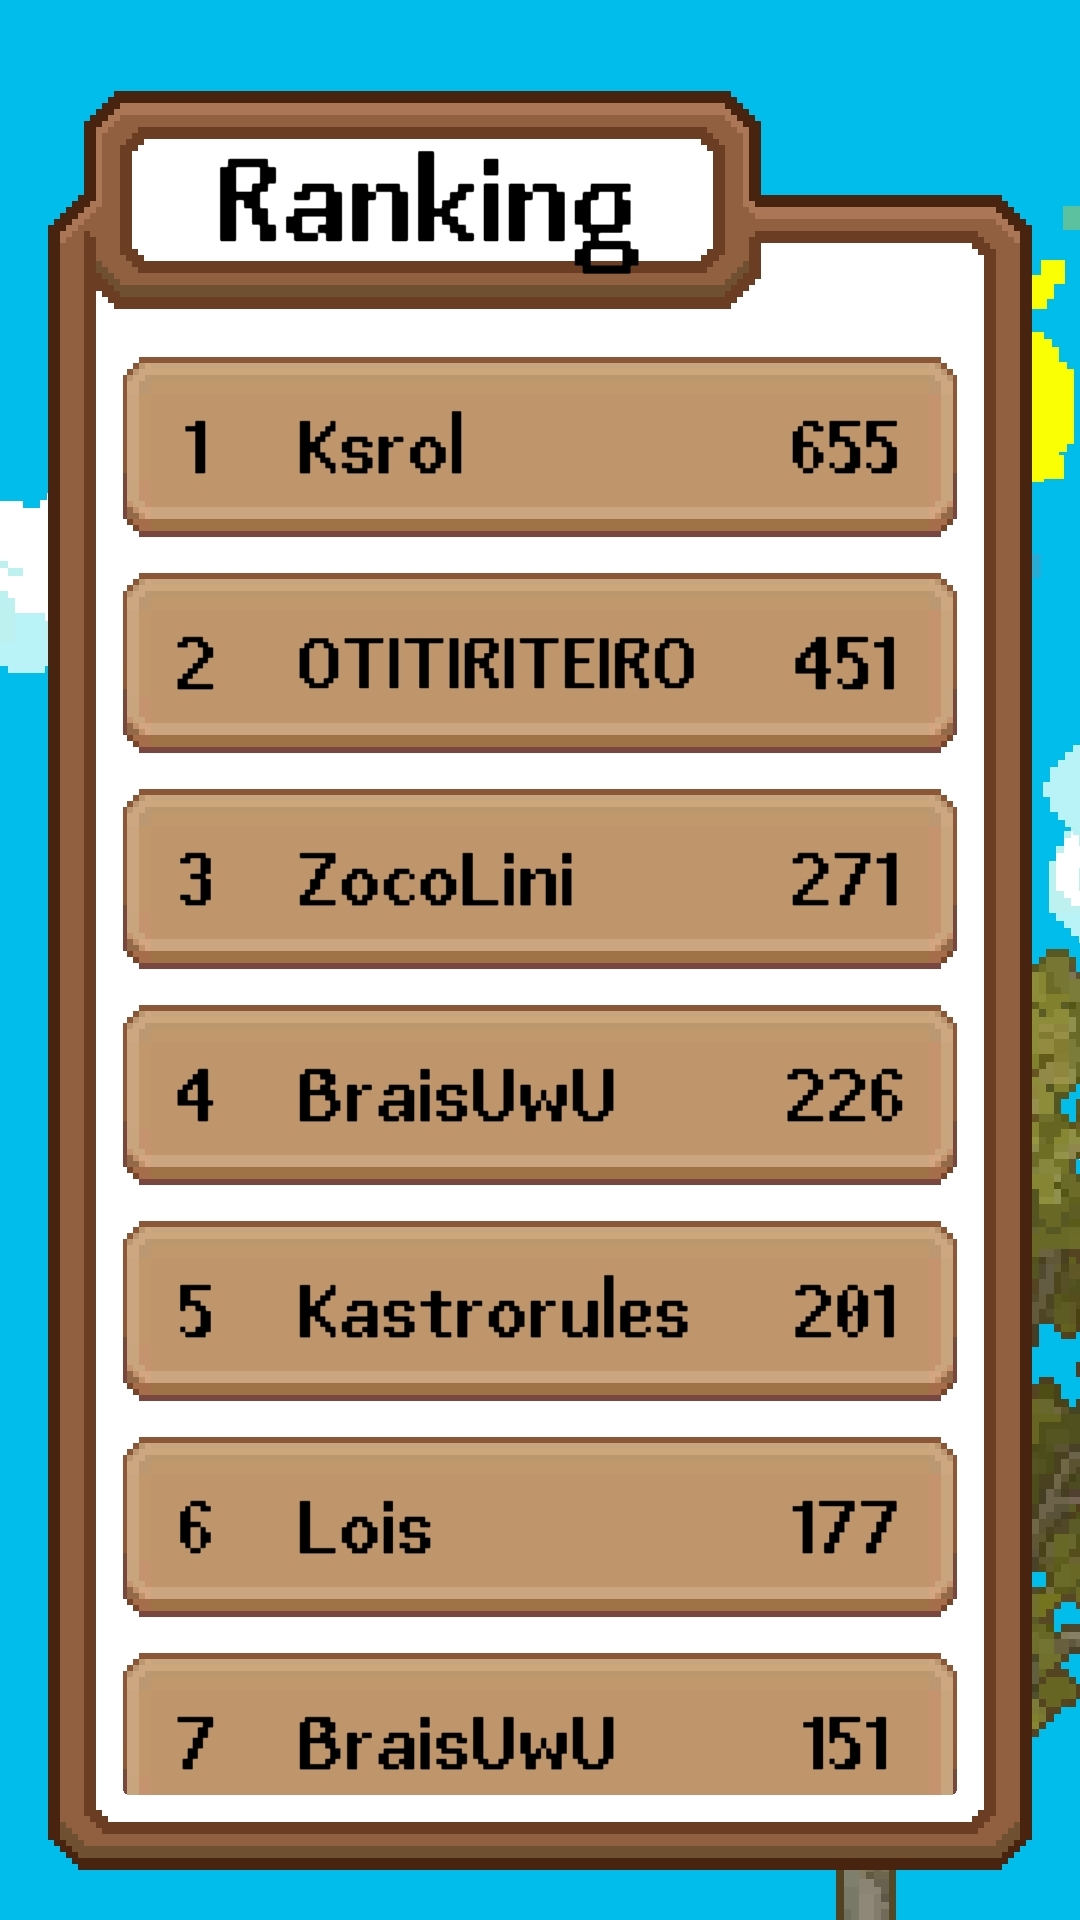 Ranking
1 Ksrol 655
2 OTITIRITEIRO 451
3 ZocoLini 271
4 BraisUwU 226
5 Kastrorules 201
6 Lois 177
7 BraisUwU 151